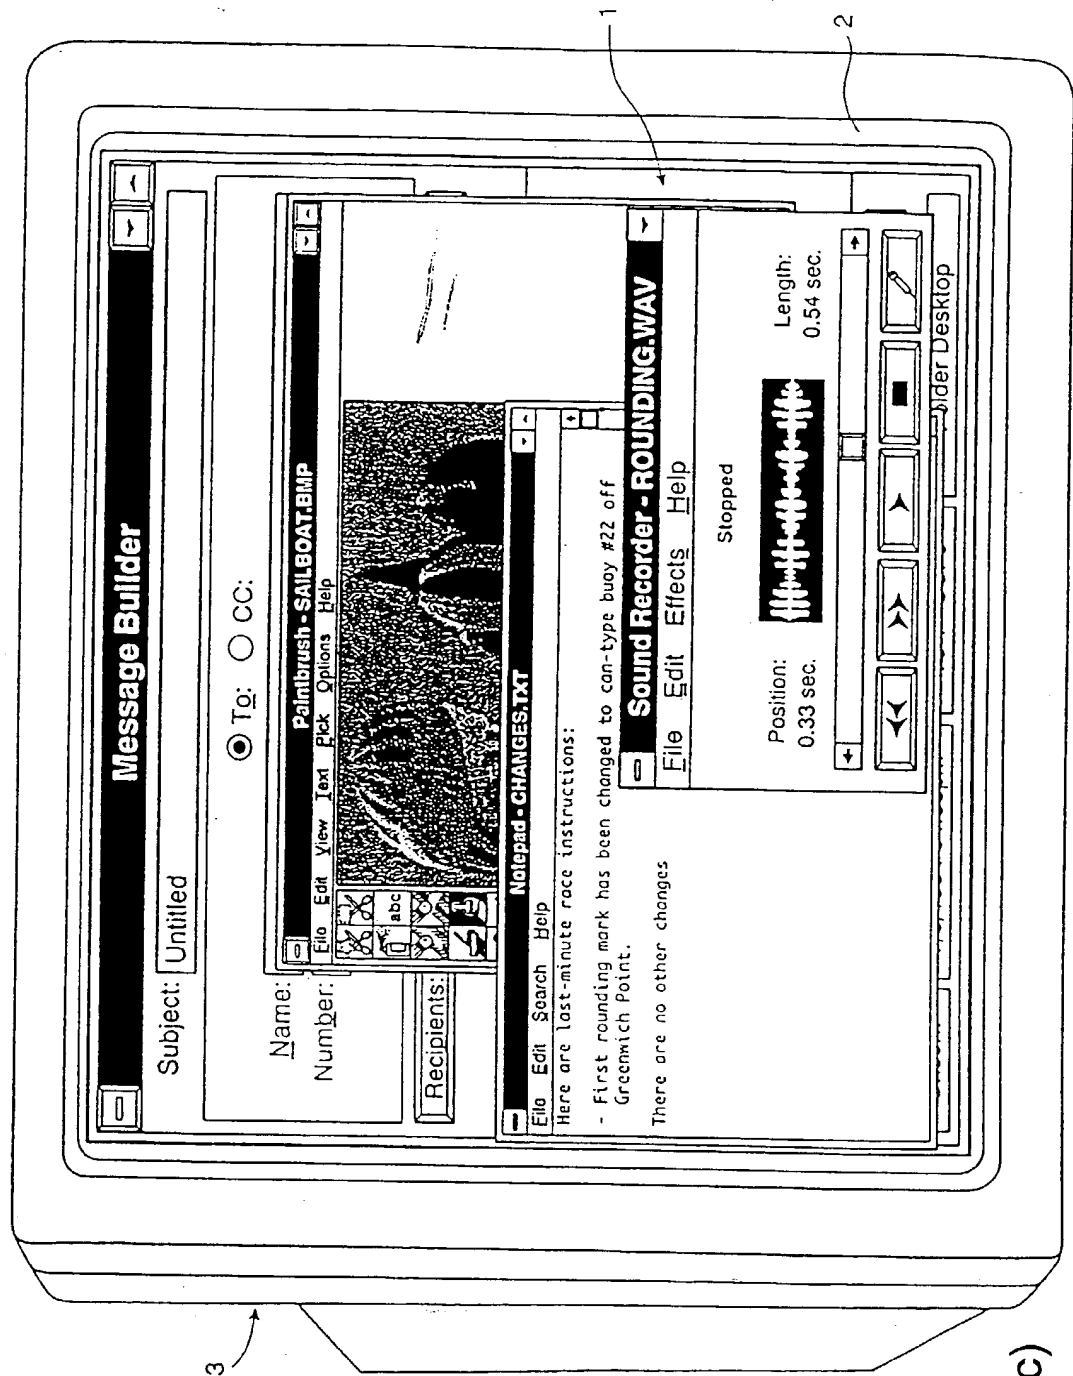 Message Builder
Subject: Untitled
To: CC:
Name:
Number:
Recipients:
Paintbrush - SAILBOAT.BMP
File Edit View Text Pick Options Help
abc
Notepad - CHANGES.TXT
File Edit Search Help
Here are last-minute race instructions:
- First rounding mark has been changed to can-type buoy #22 off
Greenwich Point.
There are no other changes
Sound Recorder - ROUNDING.WAV
File Edit Effects Help
Stopped
Position: Length:
0.33 sec. 0.54 sec.
Desktop
1
2
3
c)